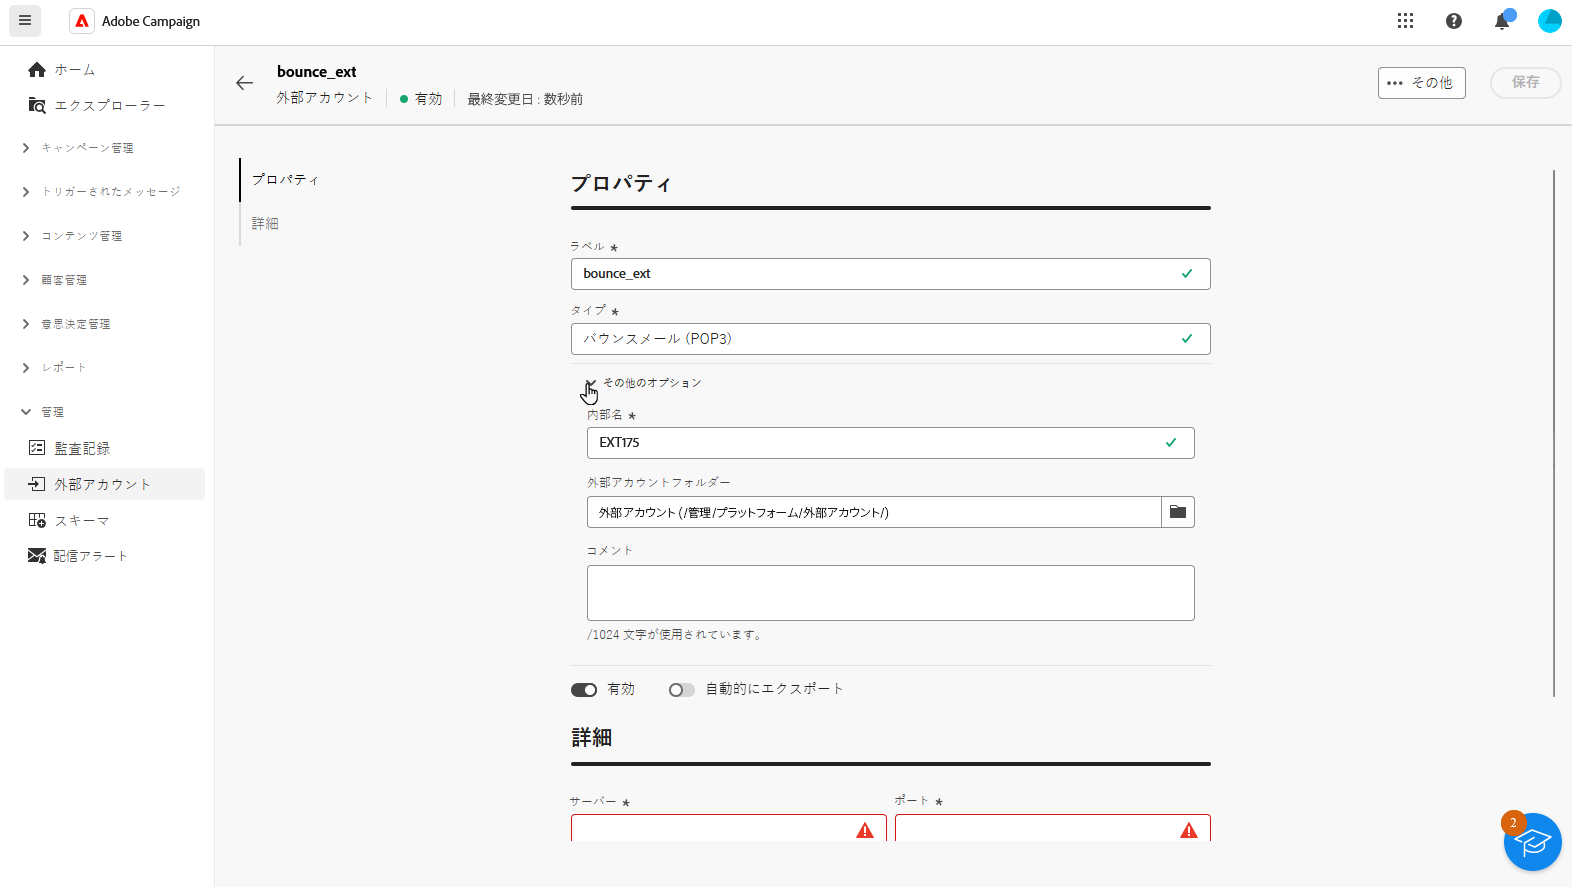 Adobe Campaign
ホーム
エクスプローラー
キャンペーン管理
トリガーされたメッセージ
コンテンツ管理
顧客管理
意思決定管理
レポート
管理
監査記録
外部アカウント
スキーマ
配信アラート
bounce_ext
外部アカウント
有効
最終変更日 : 数秒前
••• その他
保存
プロパティ
詳細
プロパティ
ラベル *
bounce_ext
タイプ *
バウンスメール (POP3)
その他のオプション
内部名 *
EXT175
外部アカウントフォルダー
外部アカウント (/管理/プラットフォーム/外部アカウント/)
コメント
/1024 文字が使用されています。
有効
自動的にエクスポート
詳細
サーバー *
ポート *
2